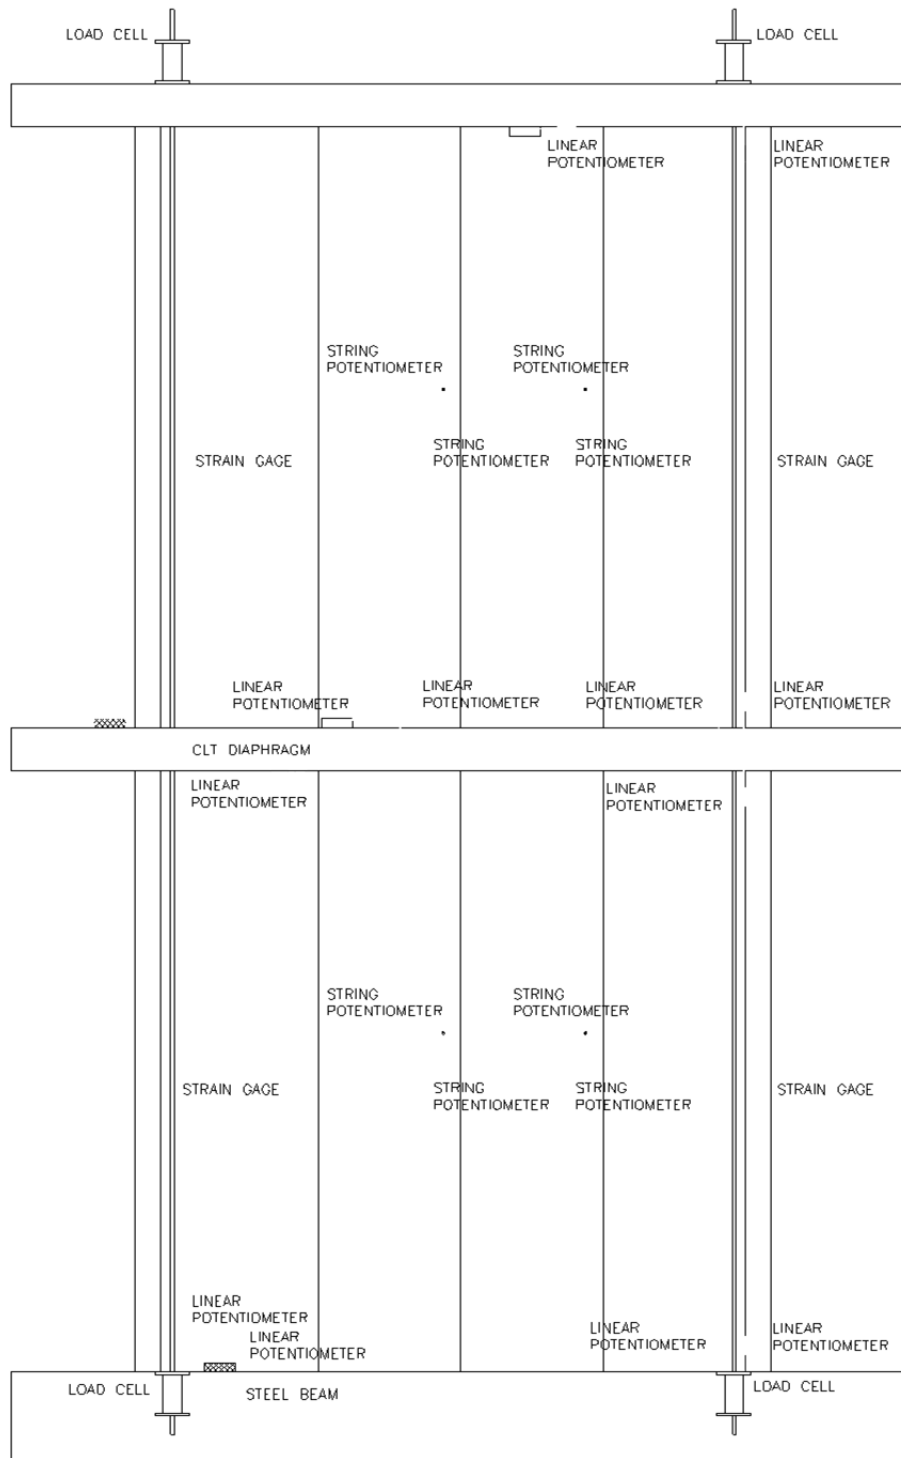 LOAD CELL
LOAD CELL
LINEAR
POTENTIOMETER
LINEAR
POTENTIOMETER
STRING
POTENTIOMETER
STRING
POTENTIOMETER
STRING
POTENTIOMETER
STRING
POTENTIOMETER
STRAIN GAGE
STRAIN GAGE
LINEAR
POTENTIOMETER
LINEAR
POTENTIOMETER
LINEAR
POTENTIOMETER
LINEAR
POTENTIOMETER
CLT DIAPHRAGM
LINEAR
POTENTIOMETER
LINEAR
POTENTIOMETER
STRING
POTENTIOMETER
STRING
POTENTIOMETER
STRAIN GAGE
STRING
POTENTIOMETER
STRING
POTENTIOMETER
STRAIN GAGE
LINEAR
POTENTIOMETER
LINEAR
POTENTIOMETER
LINEAR
POTENTIOMETER
LINEAR
POTENTIOMETER
LOAD CELL
STEEL BEAM
LOAD CELL